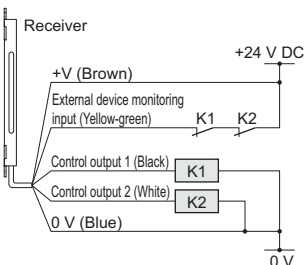 Receiver
+24 V DC
+V (Brown)
External device monitoring
input (Yellow-green)
K1
K2
Control output 1 (Black)
K1
Control output 2 (White)
K2
0 V (Blue)
0 V